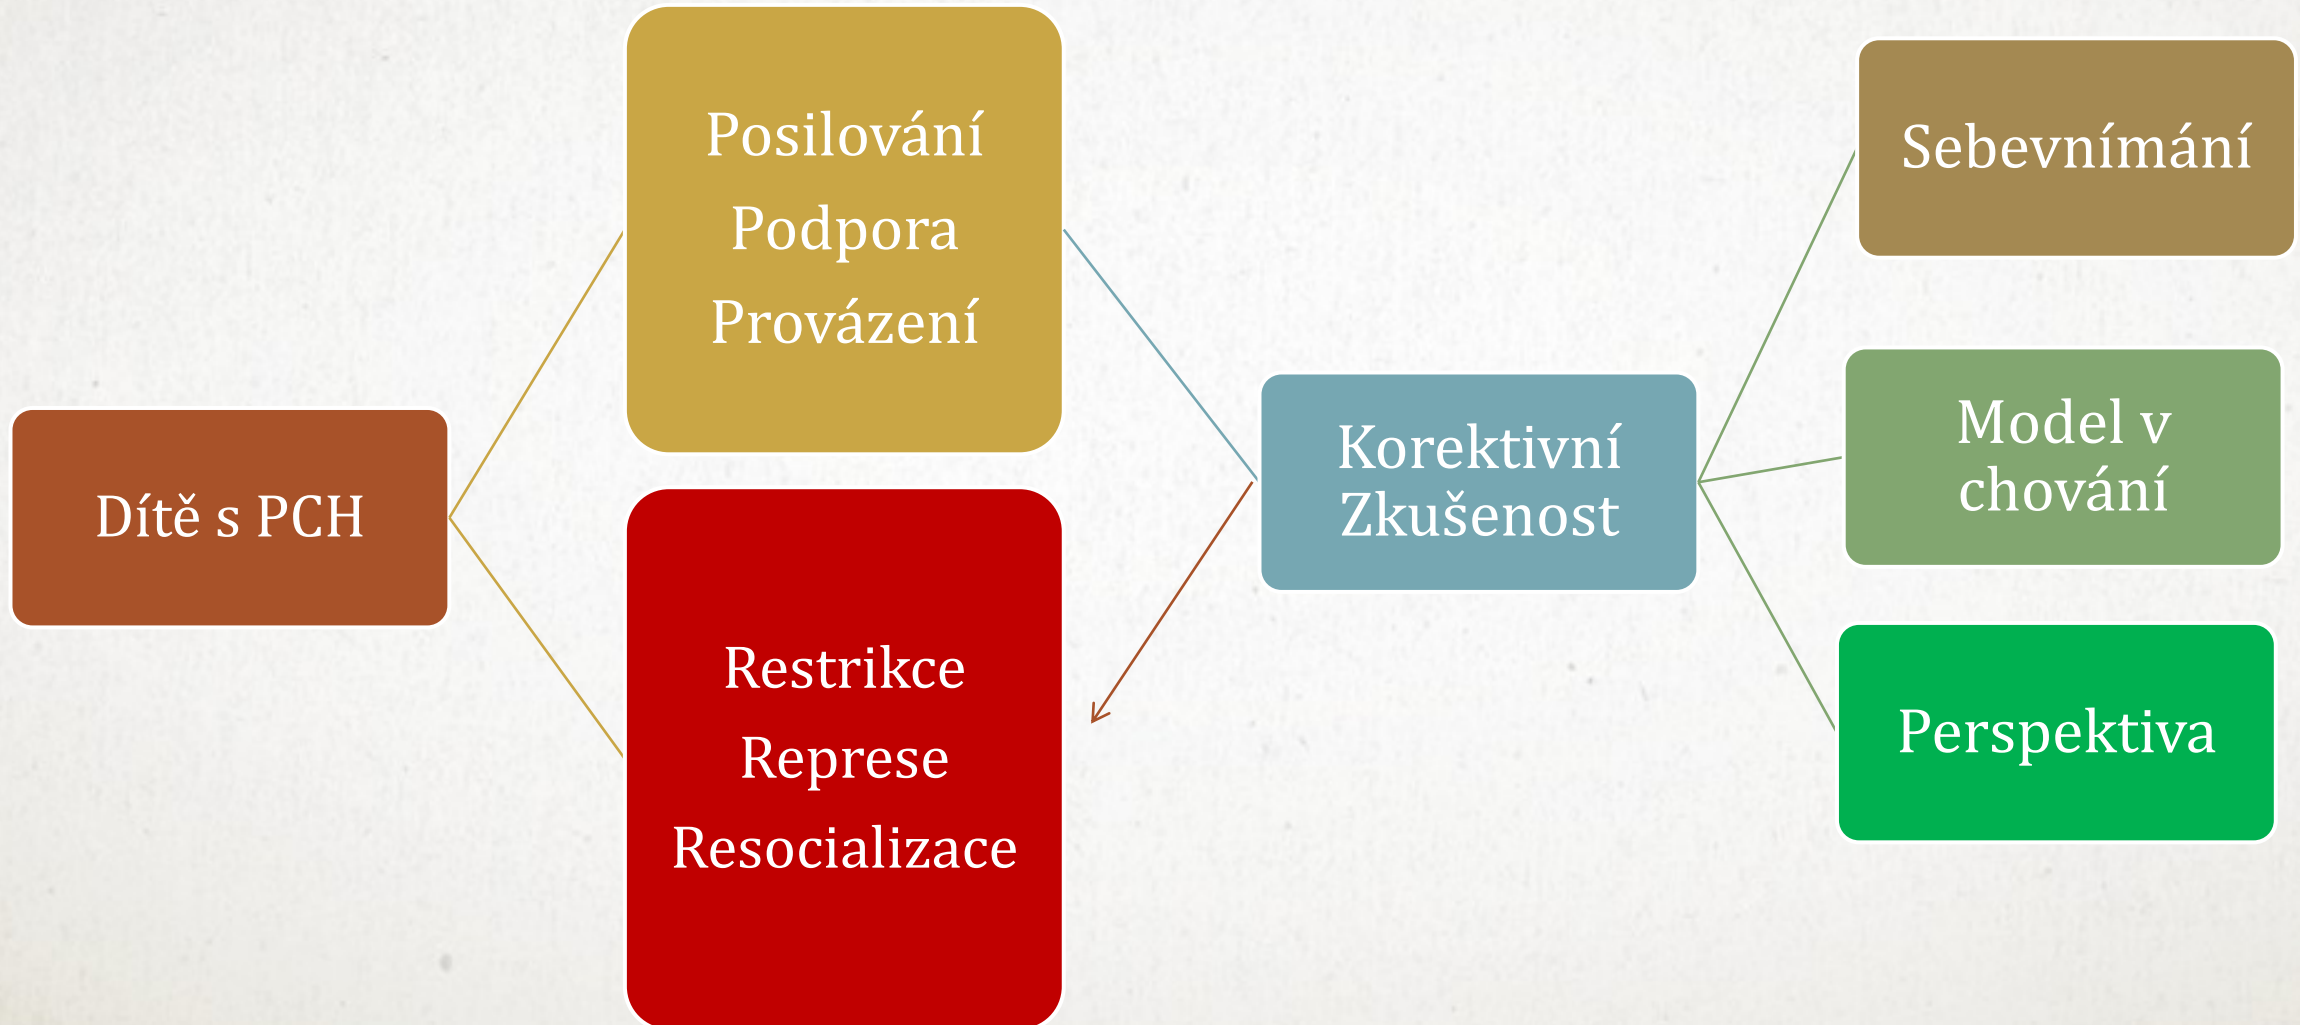 Dítě s PCH
Posilování
Podpora
Provázení
Restrikce
Represe
Resocializace
Korektivní
Zkušenost
Sebevnímání
Model v
chování
Perspektiva